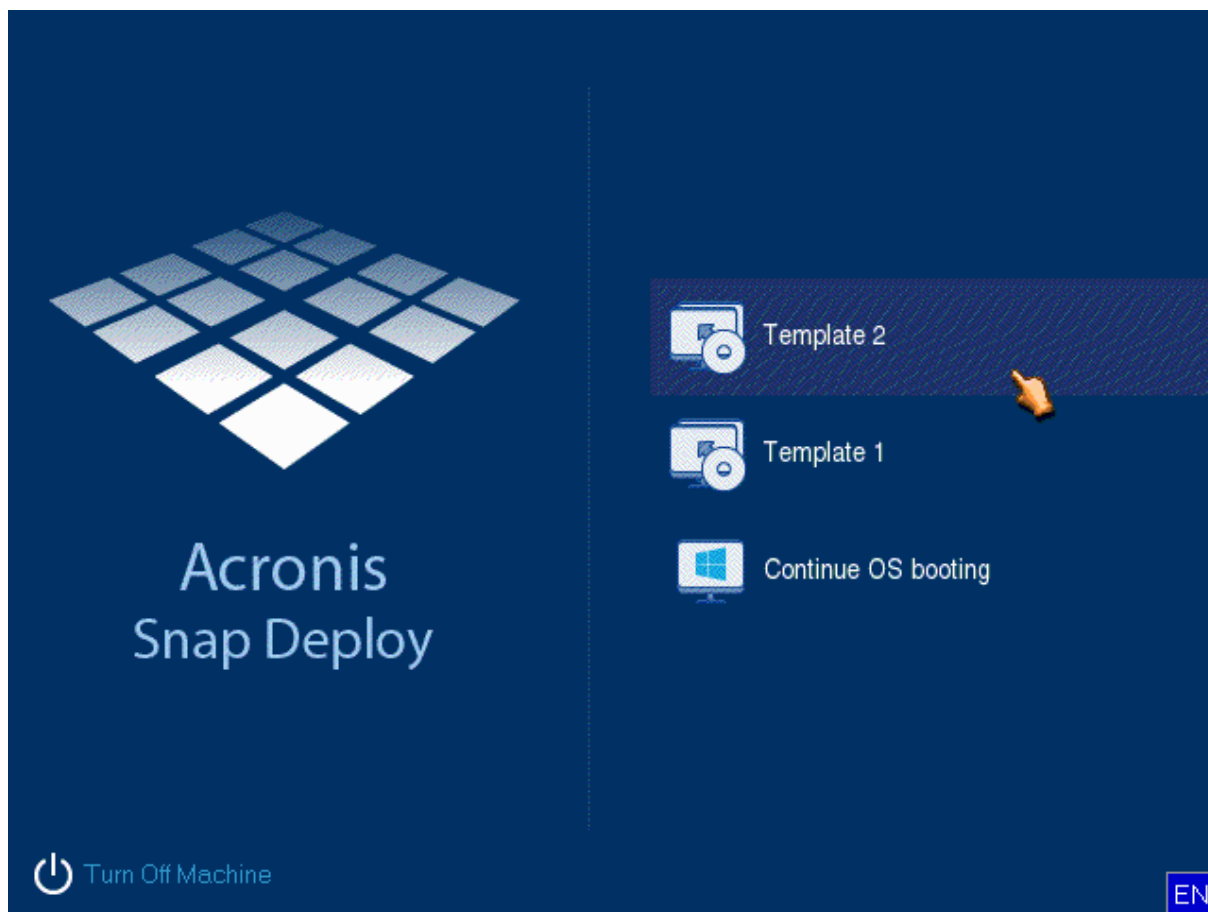 Template 2
Template 1
Continue OS booting
Acronis
Snap Deploy
Turn Off Machine
EN